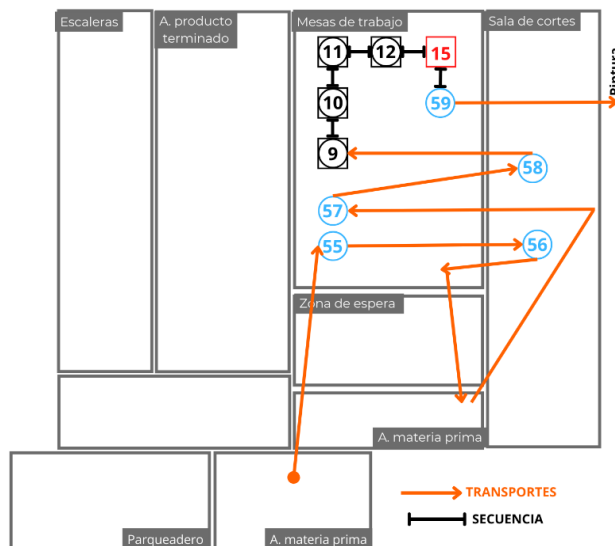 Escaleras
A. producto
terminado
Mesas de trabajo
Sala de cortes
11
12
15
10
59
Pintura
9
58
57
55
56
Zona de espera
A. materia prima
Parqueadero
A. materia prima
TRANSPORTES
SECUENCIA